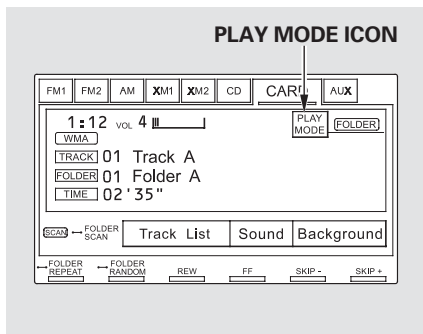 PLAY MODE ICON
FM1 FM2 AM XM1 XM2 CD CARD AUX
1:12 VOL 4 PLAY MODE FOLDER
WMA
TRACK 01 Track A
FOLDER 01 Folder A
TIME 02'35"
SCAN FOLDER SCAN Track List Sound Background
FOLDER REPEAT FOLDER RANDOM REW FF SKIP - SKIP +